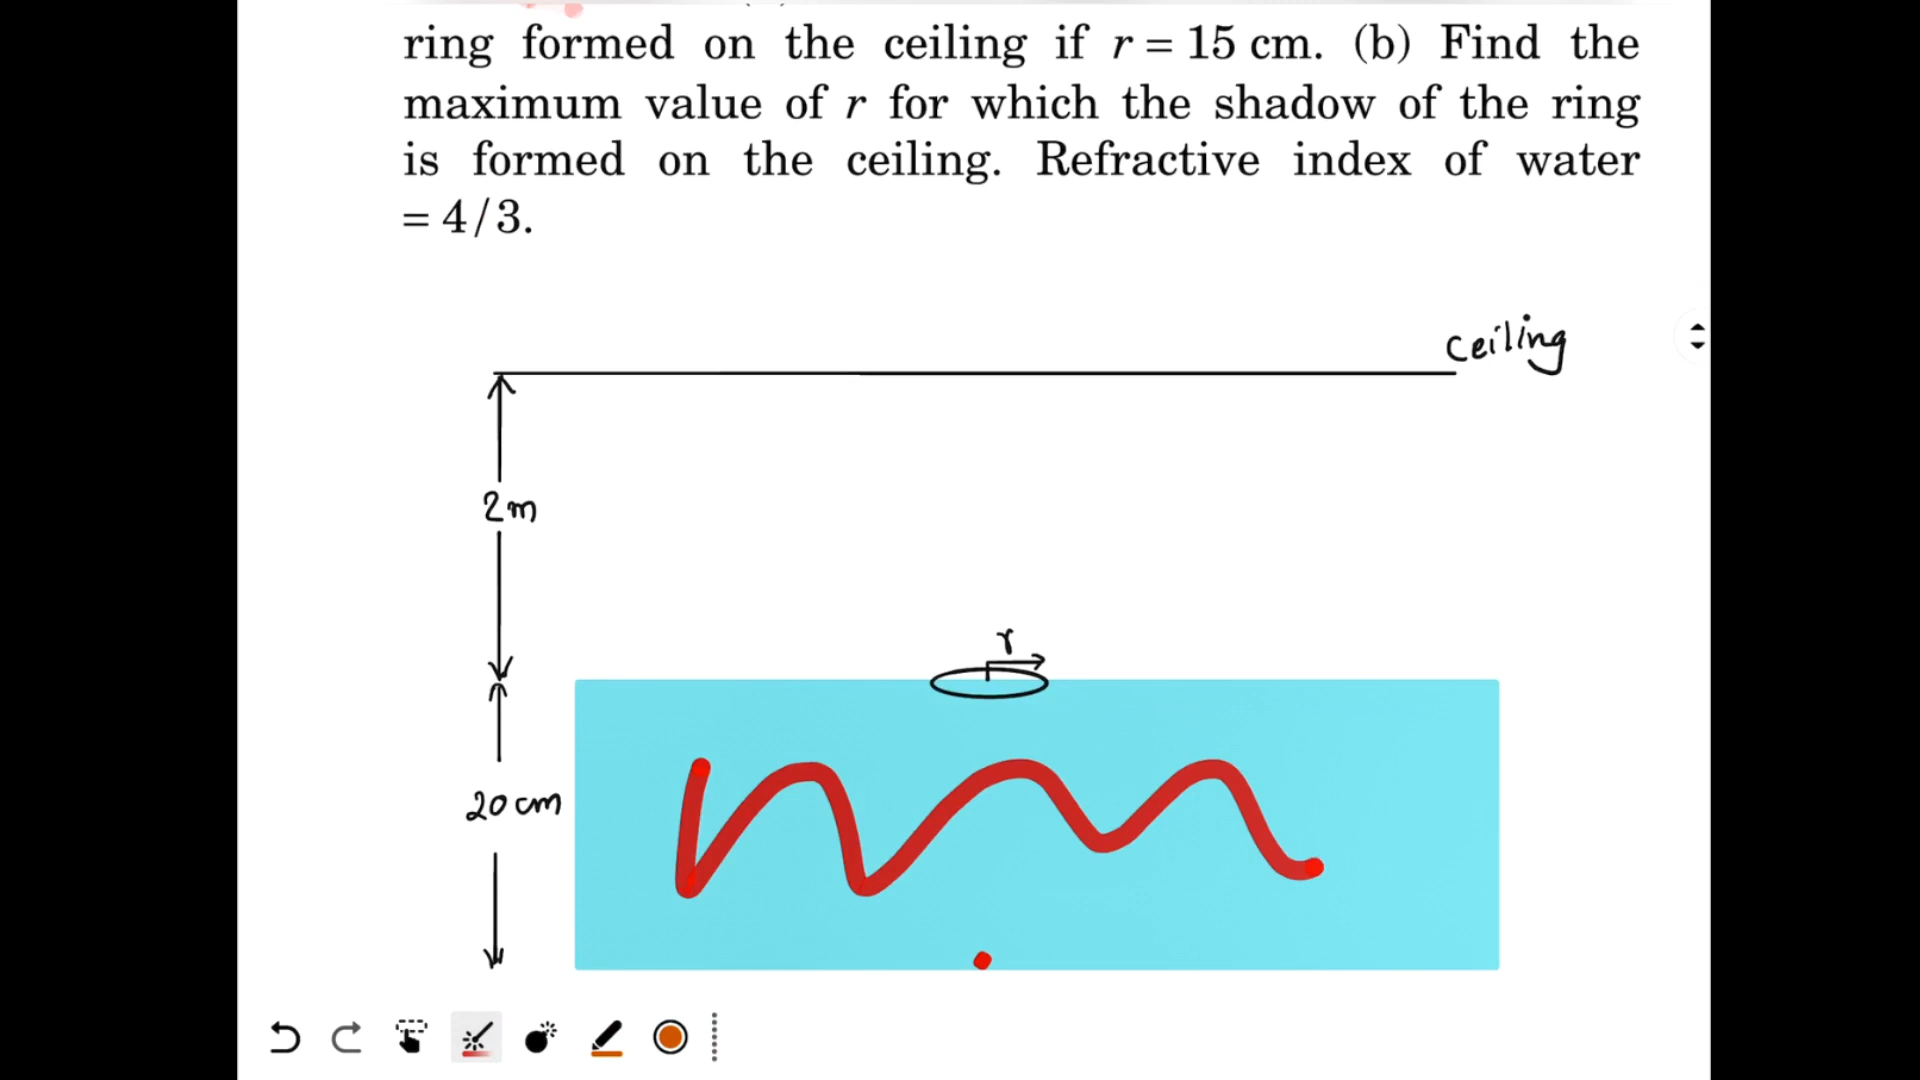 ring formed on the ceiling if r = 15 cm. (b) Find the
maximum value of r for which the shadow of the ring
is formed on the ceiling. Refractive index of water
= 4/3.
ceiling
2m
r
20 cm